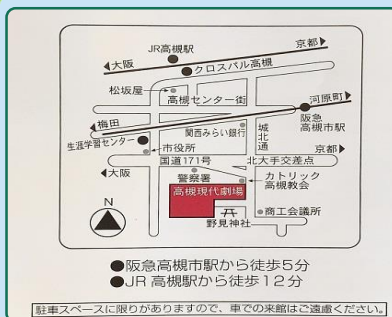 JR高槻駅
京都▶
◀大阪
クロスパル高槻
松坂屋
高槻センター街
河原町▶
◀梅田
関西みらい銀行
城北通
阪急
高槻市駅
生涯学習センター
市役所
国道171号
北大手交差点
京都▶
◀大阪
警察署
カトリック
高槻教会
高槻現代劇場
N
野見神社
商工会議所
●阪急高槻市駅から徒歩5分
●JR高槻駅から徒歩12分
駐車スペースに限りがありますので、車での来館はご遠慮ください。